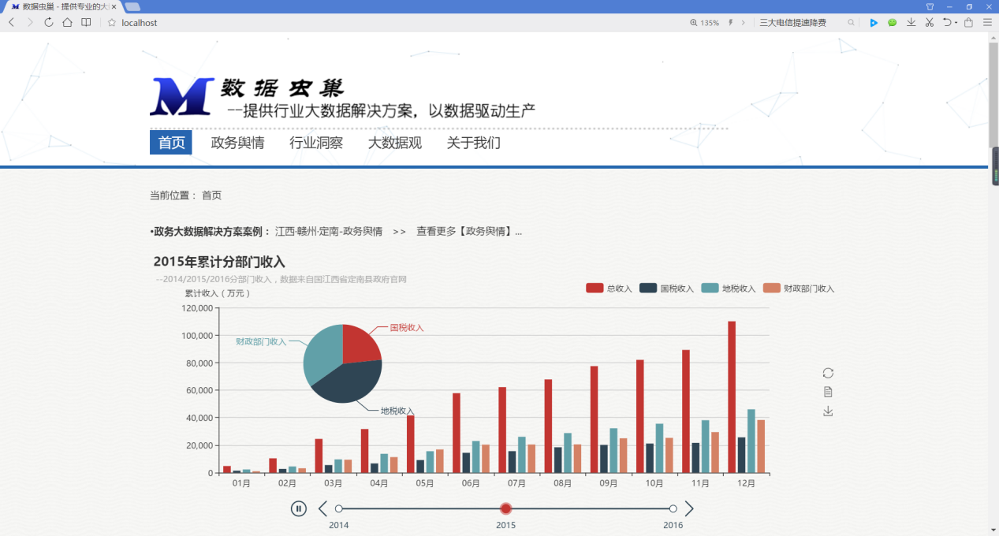 数据虫巢 - 提供专业的大
localhost
135%
三大电信提速降费
M 数据虫巢
--提供行业大数据解决方案，以数据驱动生产
首页 政务舆情 行业洞察 大数据观 关于我们
当前位置： 首页
•政务大数据解决方案案例： 江西·赣州·定南-政务舆情 >> 查看更多【政务舆情】...
2015年累计分部门收入
--2014/2015/2016分部门收入，数据来自国江西省定南县政府官网
总收入 国税收入 地税收入 财政部门收入
累计收入（万元）
120,000
100,000
80,000
60,000
40,000
20,000
0
国税收入
财政部门收入
地税收入
01月 02月 03月 04月 05月 06月 07月 08月 09月 10月 11月 12月
2014 2015 2016